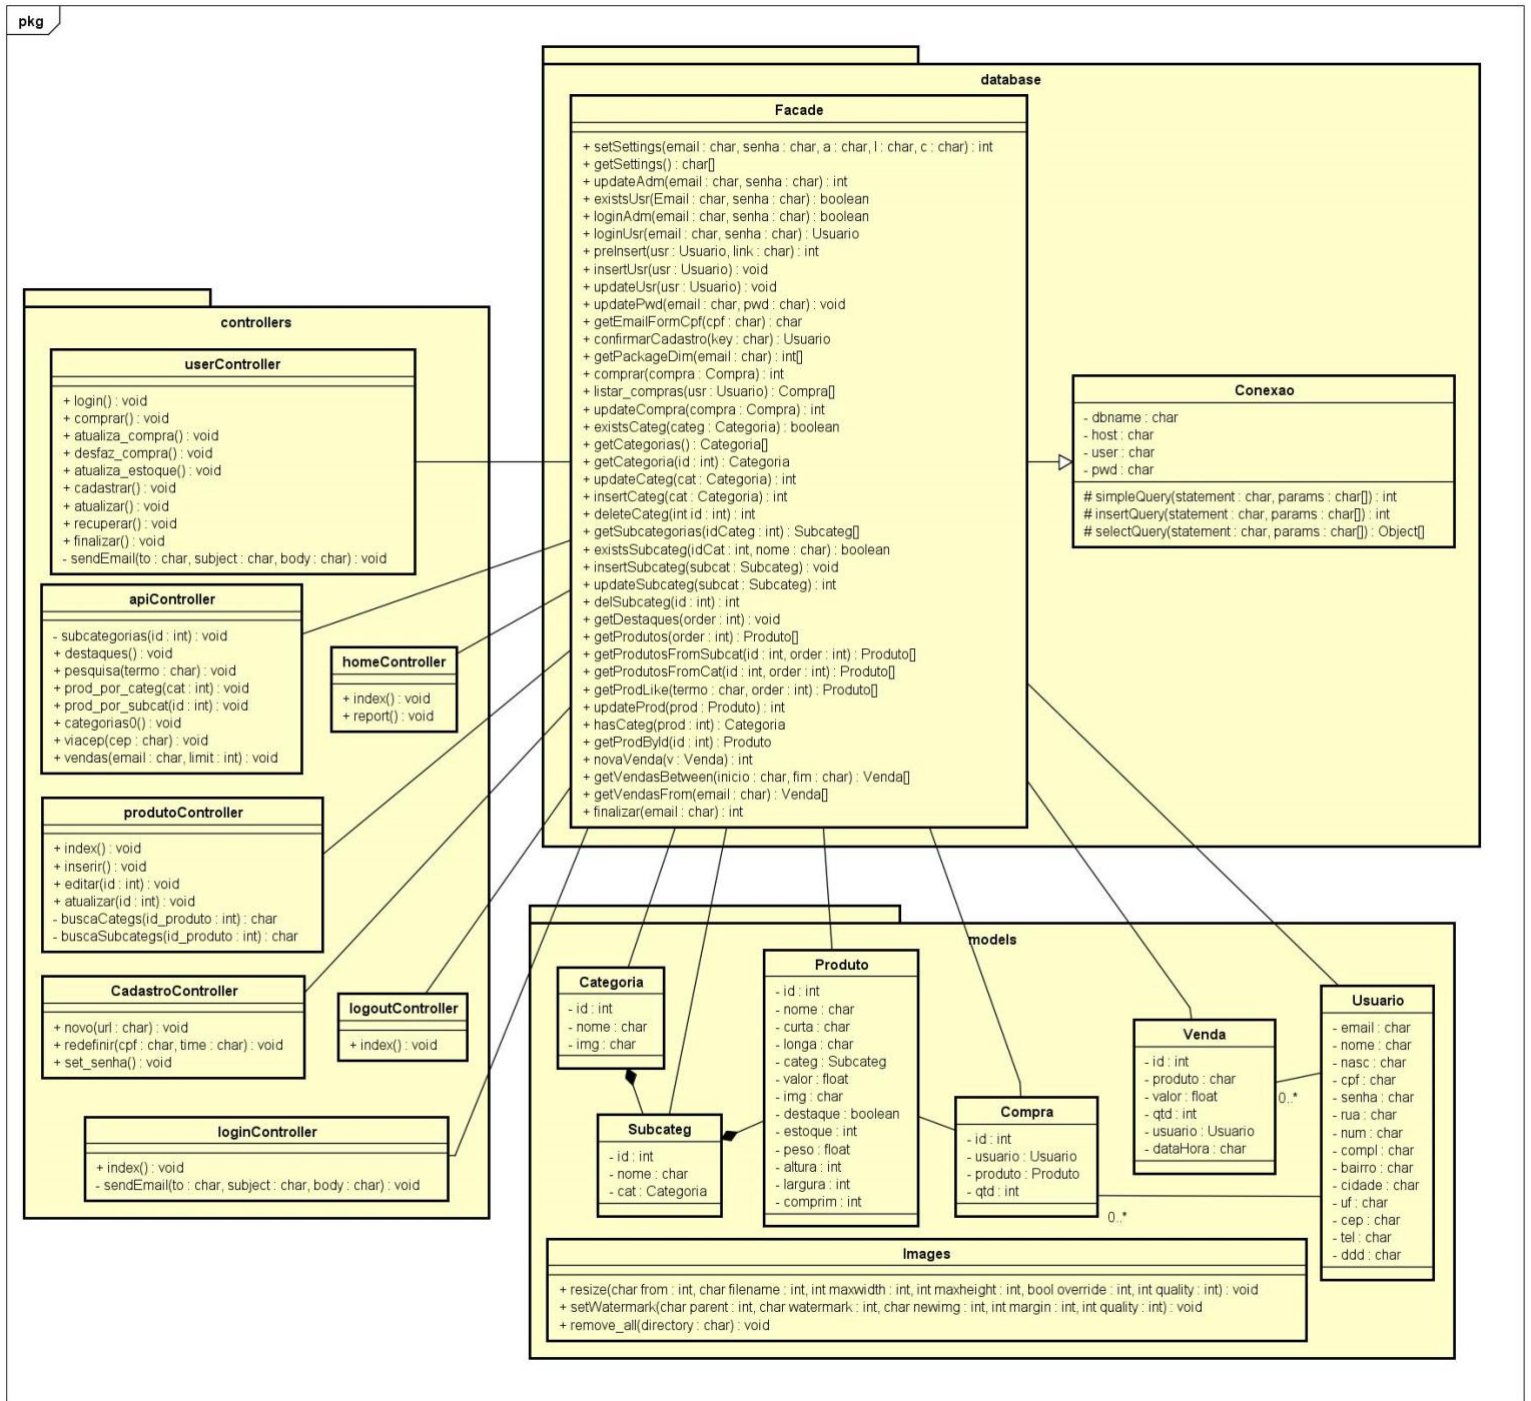 pkg
database
Facade
+ setSettings(email : char, senha : char, a : char, l : char, c : char) : int
+ getSettings() : char[]
+ updateAdm(email : char, senha : char) : int
+ existsUsr(Email : char, senha : char) : boolean
+ loginAdm(email : char, senha : char) : boolean
+ loginUsr(email : char, senha : char) : Usuario
+ preInsert(usr : Usuario, link : char) : int
+ insertUsr(usr : Usuario) : void
+ updateUsr(usr : Usuario) : void
+ updatePwd(email : char, pwd : char) : void
+ getEmailFormCpf(cpf : char) : char
+ confirmarCadastro(key : char) : Usuario
+ getPackageDim(email : char) : int[]
+ comprar(compra : Compra) : int
+ listar_compras(usr : Usuario) : Compra[]
+ updateCompra(compra : Compra) : int
+ existsCateg(categ : Categoria) : boolean
+ getCategorias() : Categoria[]
+ getCategoria(id : int) : Categoria
+ updateCateg(cat : Categoria) : int
+ insertCateg(cat : Categoria) : int
+ deleteCateg(int id : int) : int
+ getSubcategorias(idCateg : int) : Subcateg[]
+ existsSubcateg(idCat : int, nome : char) : boolean
+ insertSubcateg(subcat : Subcateg) : void
+ updateSubcateg(subcat : Subcateg) : int
+ delSubcateg(id : int) : int
+ getDestaques(order : int) : void
+ getProdutos(order : int) : Produto[]
+ getProdutosFromSubcat(id : int, order : int) : Produto[]
+ getProdutosFromCat(id : int, order : int) : Produto[]
+ getProdLike(termo : char, order : int) : Produto[]
+ updateProd(prod : Produto) : int
+ hasCateg(prod : int) : Categoria
+ getProdById(id : int) : Produto
+ novaVenda(v : Venda) : int
+ getVendasBetween(inicio : char, fim : char) : Venda[]
+ getVendasFrom(email : char) : Venda[]
+ finalizar(email : char) : int
Conexao
- dbname : char
- host : char
- user : char
- pwd : char
# simpleQuery(statement : char, params : char[]) : int
# insertQuery(statement : char, params : char[]) : int
# selectQuery(statement : char, params : char[]) : Object[]
controllers
userController
+ login() : void
+ comprar() : void
+ atualiza_compra() : void
+ desfaz_compra() : void
+ atualiza_estoque() : void
+ cadastrar() : void
+ atualizar() : void
+ recuperar() : void
+ finalizar() : void
- sendEmail(to : char, subject : char, body : char) : void
apiController
- subcategorias(id : int) : void
+ destaques() : void
+ pesquisa(termo : char) : void
+ prod_por_categ(cat : int) : void
+ prod_por_subcat(id : int) : void
+ categorias0() : void
+ viacep(cep : char) : void
+ vendas(email : char, limit : int) : void
homeController
+ index() : void
+ report() : void
produtoController
+ index() : void
+ inserir() : void
+ editar(id : int) : void
+ atualizar(id : int) : void
- buscaCategs(id_produto : int) : char
- buscaSubcategs(id_produto : int) : char
CadastroController
+ novo(url : char) : void
+ redefinir(cpf : char, time : char) : void
+ set_senha() : void
logoutController
+ index() : void
loginController
+ index() : void
- sendEmail(to : char, subject : char, body : char) : void
models
Categoria
- id : int
- nome : char
- img : char
Subcateg
- id : int
- nome : char
- cat : Categoria
Produto
- id : int
- nome : char
- curta : char
- longa : char
- categ : Subcateg
- valor : float
- img : char
- destaque : boolean
- estoque : int
- peso : float
- altura : int
- largura : int
- comprim : int
Compra
- id : int
- usuario : Usuario
- produto : Produto
- qtd : int
0..*
Venda
- id : int
- produto : char
- valor : float
- qtd : int
- usuario : Usuario
- dataHora : char
0..*
Usuario
- email : char
- nome : char
- nasc : char
- cpf : char
- senha : char
- rua : char
- num : char
- compl : char
- bairro : char
- cidade : char
- uf : char
- cep : char
- tel : char
- ddd : char
Images
+ resize(char from : int, char filename : int, int maxwidth : int, int maxheight : int, bool override : int, int quality : int) : void
+ setWatermark(char parent : int, char watermark : int, char newimg : int, int margin : int, int quality : int) : void
+ remove_all(directory : char) : void